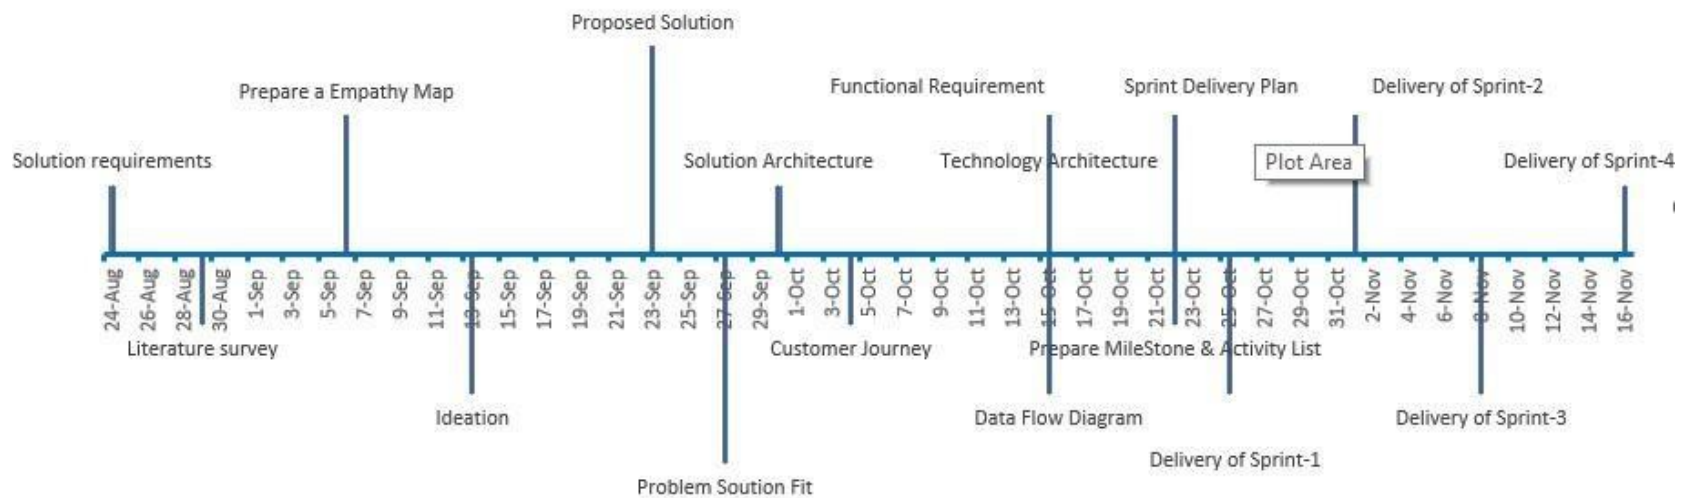 Proposed Solution
Functional Requirement
Sprint Delivery Plan
Delivery of Sprint-2
Prepare a Empathy Map
Solution requirements
Solution Architecture
Technology Architecture
Plot Area
Delivery of Sprint-4
24-Aug
26-Aug
28-Aug
30-Aug
1-Sep
3-Sep
5-Sep
7-Sep
9-Sep
11-Sep
13-Sep
15-Sep
17-Sep
19-Sep
21-Sep
23-Sep
25-Sep
27-Sep
29-Sep
1-Oct
3-Oct
5-Oct
7-Oct
9-Oct
11-Oct
13-Oct
15-Oct
17-Oct
19-Oct
21-Oct
23-Oct
25-Oct
27-Oct
29-Oct
31-Oct
2-Nov
4-Nov
6-Nov
8-Nov
10-Nov
12-Nov
14-Nov
16-Nov
Literature survey
Customer Journey
Prepare MileStone & Activity List
Ideation
Data Flow Diagram
Delivery of Sprint-3
Delivery of Sprint-1
Problem Soution Fit